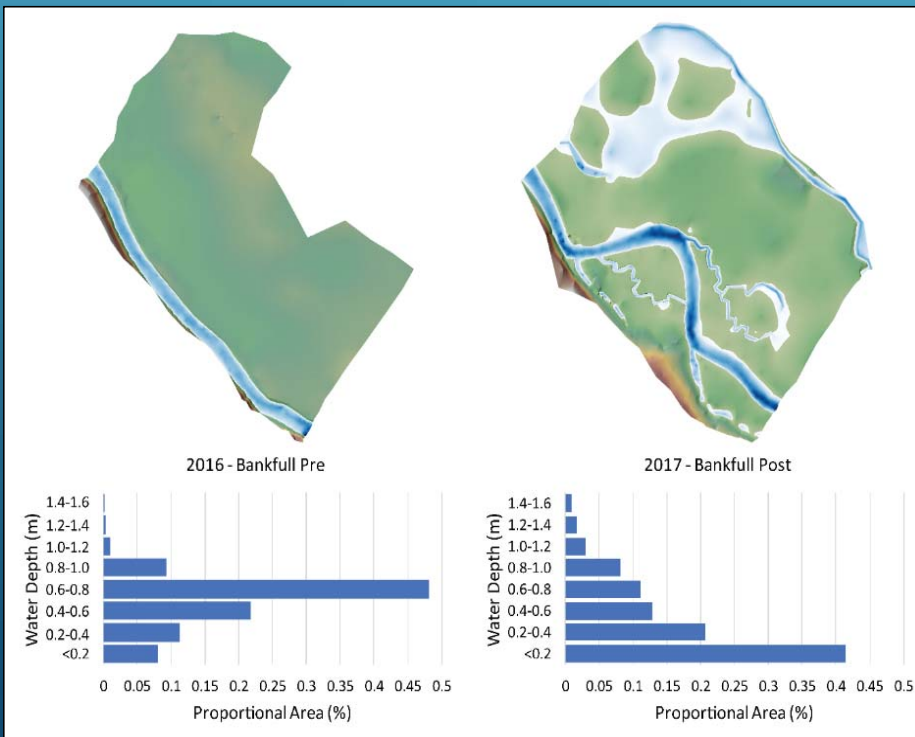 2016 - Bankfull Pre
Water Depth (m)
1.4-1.6
1.2-1.4
1.0-1.2
0.8-1.0
0.6-0.8
0.4-0.6
0.2-0.4
<0.2
0 0.05 0.1 0.15 0.2 0.25 0.3 0.35 0.4 0.45 0.5
Proportional Area (%)
2017 - Bankfull Post
Water Depth (m)
1.4-1.6
1.2-1.4
1.0-1.2
0.8-1.0
0.6-0.8
0.4-0.6
0.2-0.4
<0.2
0 0.05 0.1 0.15 0.2 0.25 0.3 0.35 0.4 0.45 0.5
Proportional Area (%)